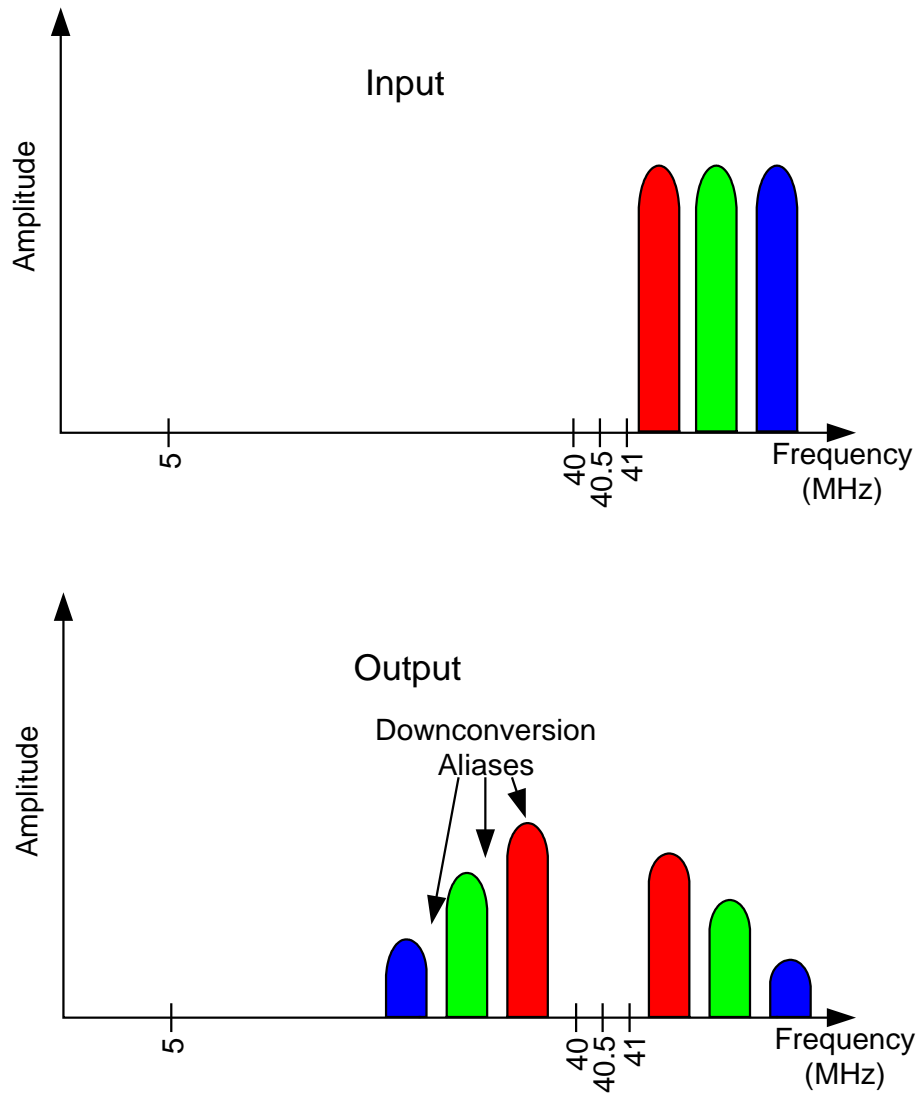 Input
Amplitude
5
40
40.5
41
Frequency
(MHz)
Output
Downconversion
Aliases
Amplitude
5
40
40.5
41
Frequency
(MHz)